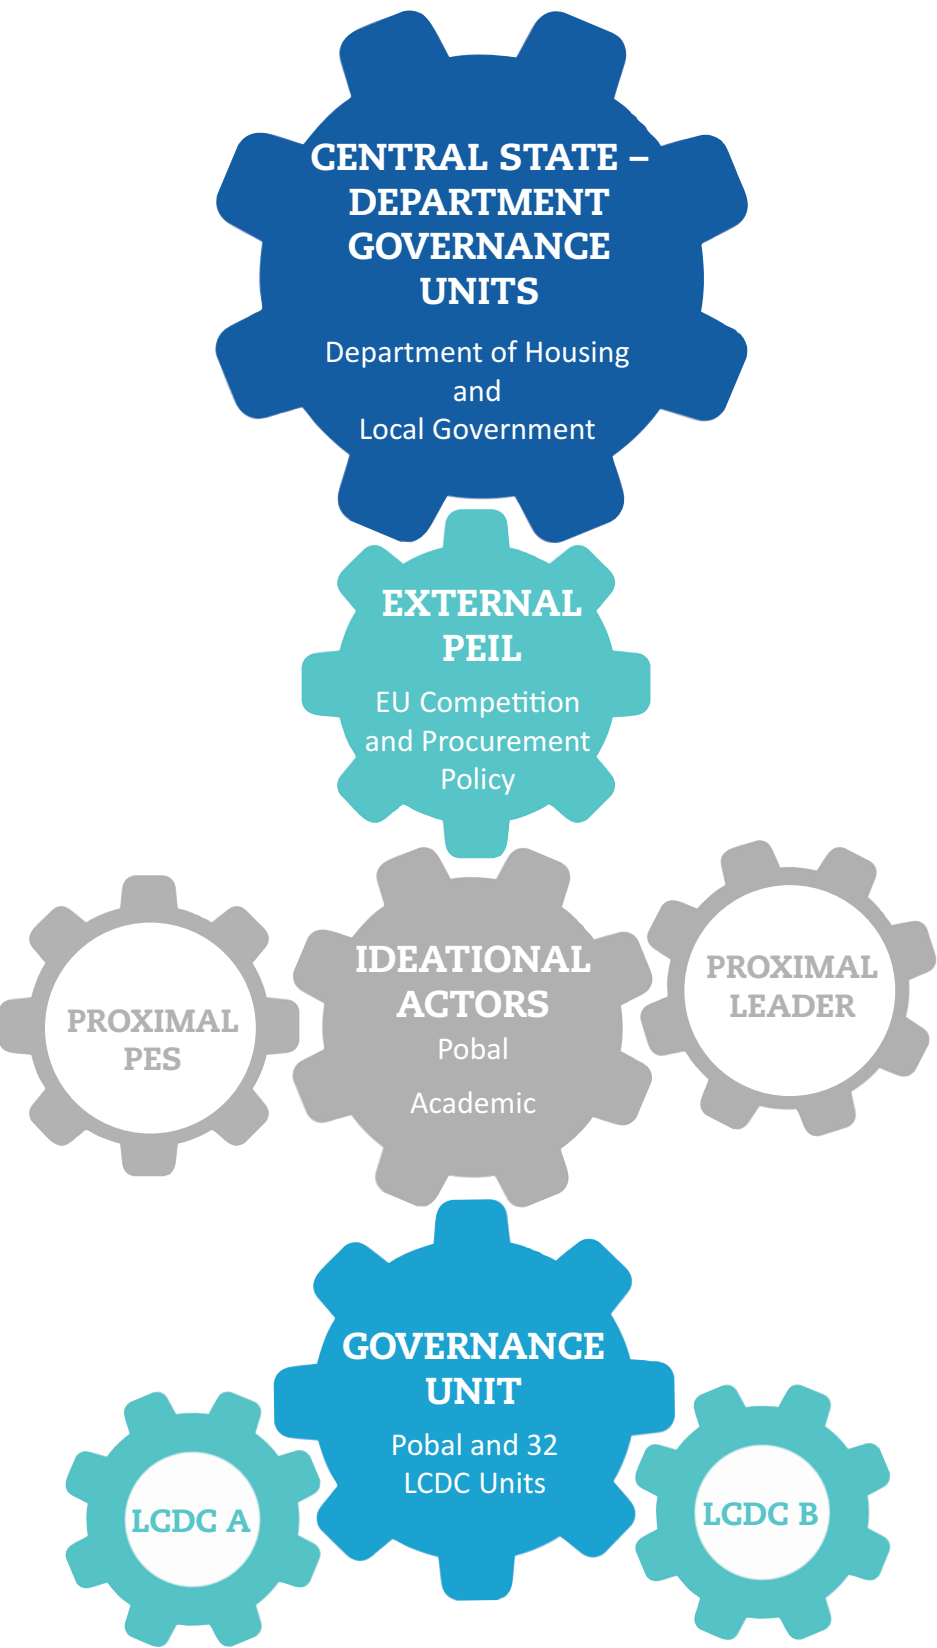 CENTRAL STATE –
DEPARTMENT
GOVERNANCE
UNITS
Department of Housing
and
Local Government
EXTERNAL
PEIL
EU Competition
and Procurement
Policy
PROXIMAL
PES
IDEATIONAL
ACTORS
Pobal
Academic
PROXIMAL
LEADER
GOVERNANCE
UNIT
Pobal and 32
LCDC Units
LCDC A
LCDC B